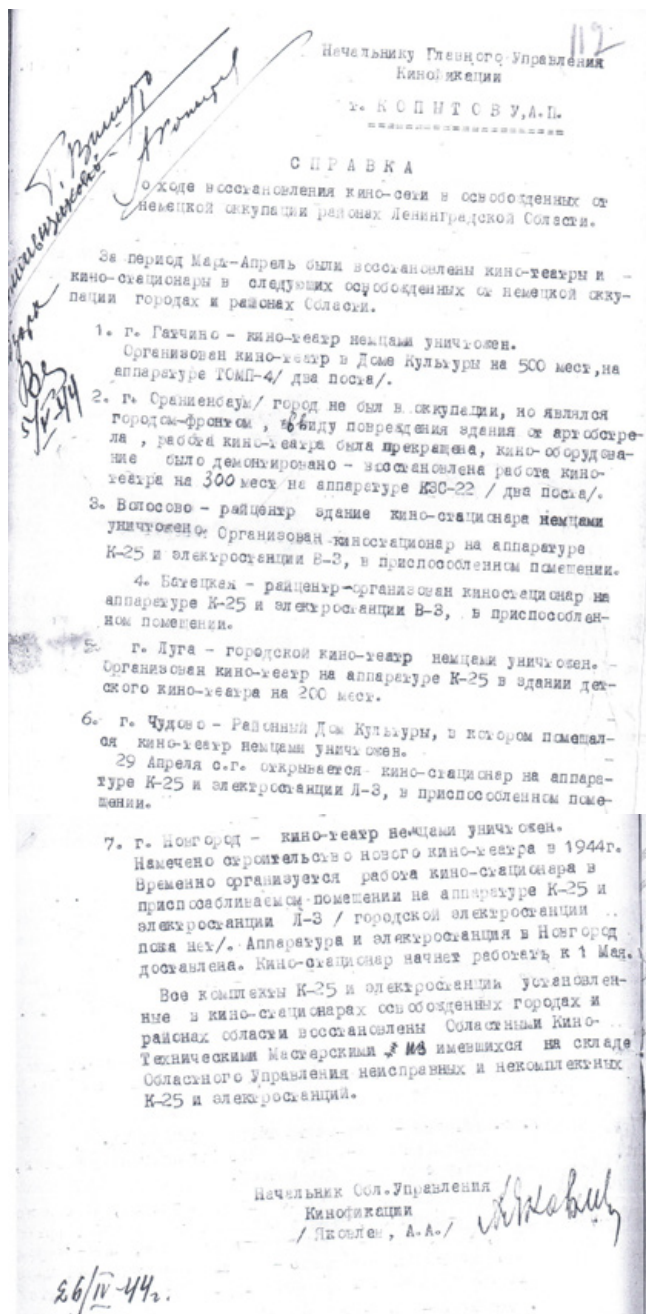 112
Начальнику Главного Управления
Кинофикации
т. КОПЫТОВУ,А.П.
СПРАВКА
о ходе восстановления кино-сети в освобожденных от
немецкой оккупации районах Ленинградской Области.
За период Март-Апрель были восстановлены кино-театры и
кино-стационары в следующих освобожденных от немецкой окку-
пации городах и районах Области.
1. г. Гатчино - кино-театр немцами уничтожен.
Организован кино-театр в Доме Культуры на 500 мест,на
аппаратуре ТОМП-4/ два поста/.
2. г. Ораниенбаум/ город не был в оккупации, но являлся
городом-фронтом , ввиду повреждения здания от артобстре-
ла , работа кино-театра была прекращена, кино-оборудова-
ние было демонтировано - восстановлена работа кино-
театра на 300 мест на аппаратуре КЗС-22 / два поста/.
3. Волосово - райцентр здание кино-стационара немцами
уничтожено. Организован киностационар на аппаратуре
К-25 и электростанции В-3, в приспособленном помещении.
4. Батецкая - райцентр-организован киностационар на
аппаратуре К-25 и электростанции В-3, в приспособлен-
ном помещении.
5. г. Луга - городской кино-театр немцами уничтожен.
Организован кино-театр на аппаратуре К-25 в здании дет-
ского кино-театра на 200 мест.
6. г. Чудово - Районный Дом Культуры, в котором помещал-
ся кино-театр немцами уничтожен.
29 Апреля с.г. открывается кино-стационар на аппара-
туре К-25 и электростанции Л-3, в приспособленном поме-
щении.
7. г. Новгород - кино-театр немцами уничтожен.
Намечено строительство нового кино-театра в 1944г.
Временно организуется работа кино-стационара в
приспосабливаемом помещении на аппаратуре К-25 и
электростанции Л-3 / городской электростанции
пока нет/. Аппаратура и электростанция в Новгород
доставлена. Кино-стационар начнет работать к 1 Мая.
Все комплекты К-25 и электростанции установлен-
ные в кино-стационарах освобожденных городах и
районах области восстановлены Областными Кино-
Техническими Мастерскими из имевшихся на складе
Областного Управления неисправных и некомплектных
К-25 и электростанций.
Начальник Обл.Управления
Кинофикации
/ Яковлев, А.А./
26/IV-44г.
5/V-44